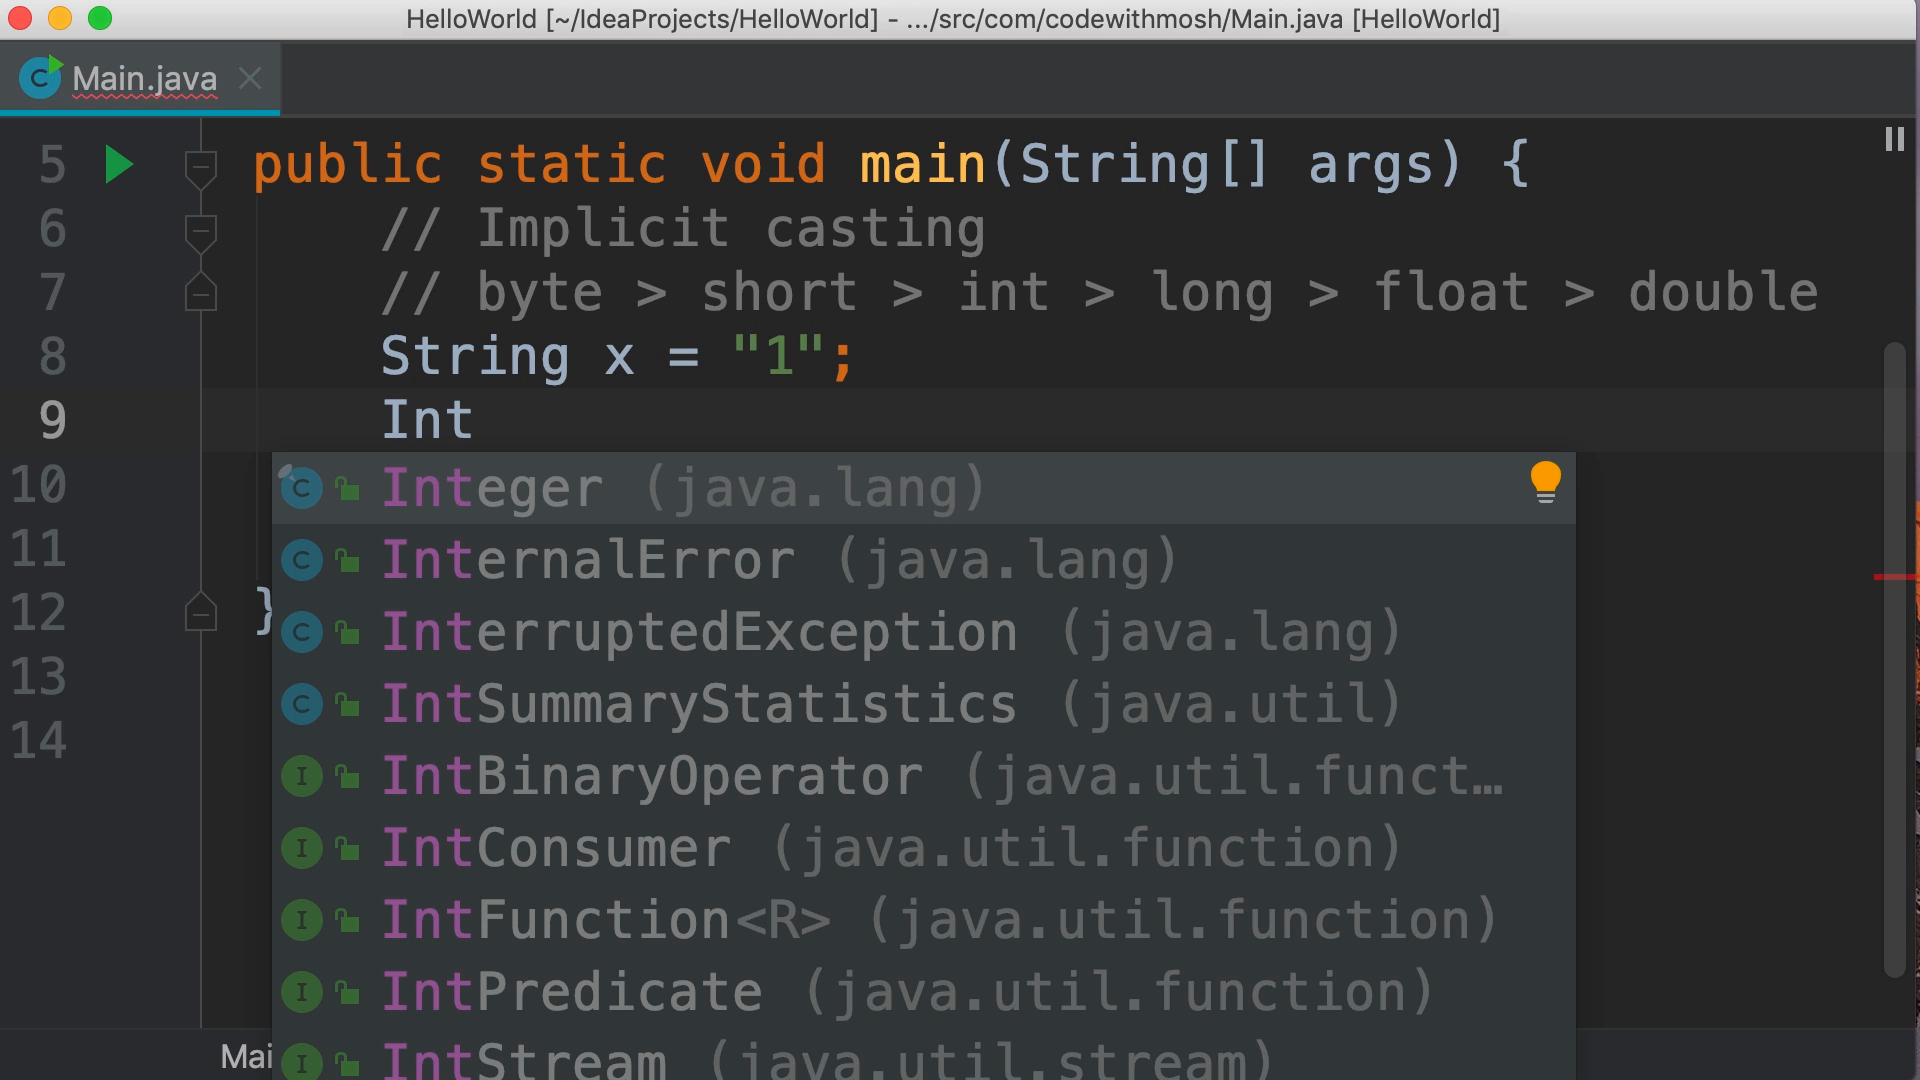 HelloWorld [~/IdeaProjects/HelloWorld] - .../src/com/codewithmosh/Main.java [HelloWorld]
C Main.java
5 public static void main(String[] args) {
6 // Implicit casting
7 // byte > short > int > long > float > double
8 String x = "1";
9 Int
10 C Integer (java.lang)
11 C InternalError (java.lang)
12 } C InterruptedException (java.lang)
13 C IntSummaryStatistics (java.util)
14 I IntBinaryOperator (java.util.funct…
I IntConsumer (java.util.function)
I IntFunction<R> (java.util.function)
I IntPredicate (java.util.function)
Mai I IntStream (java.util.stream)